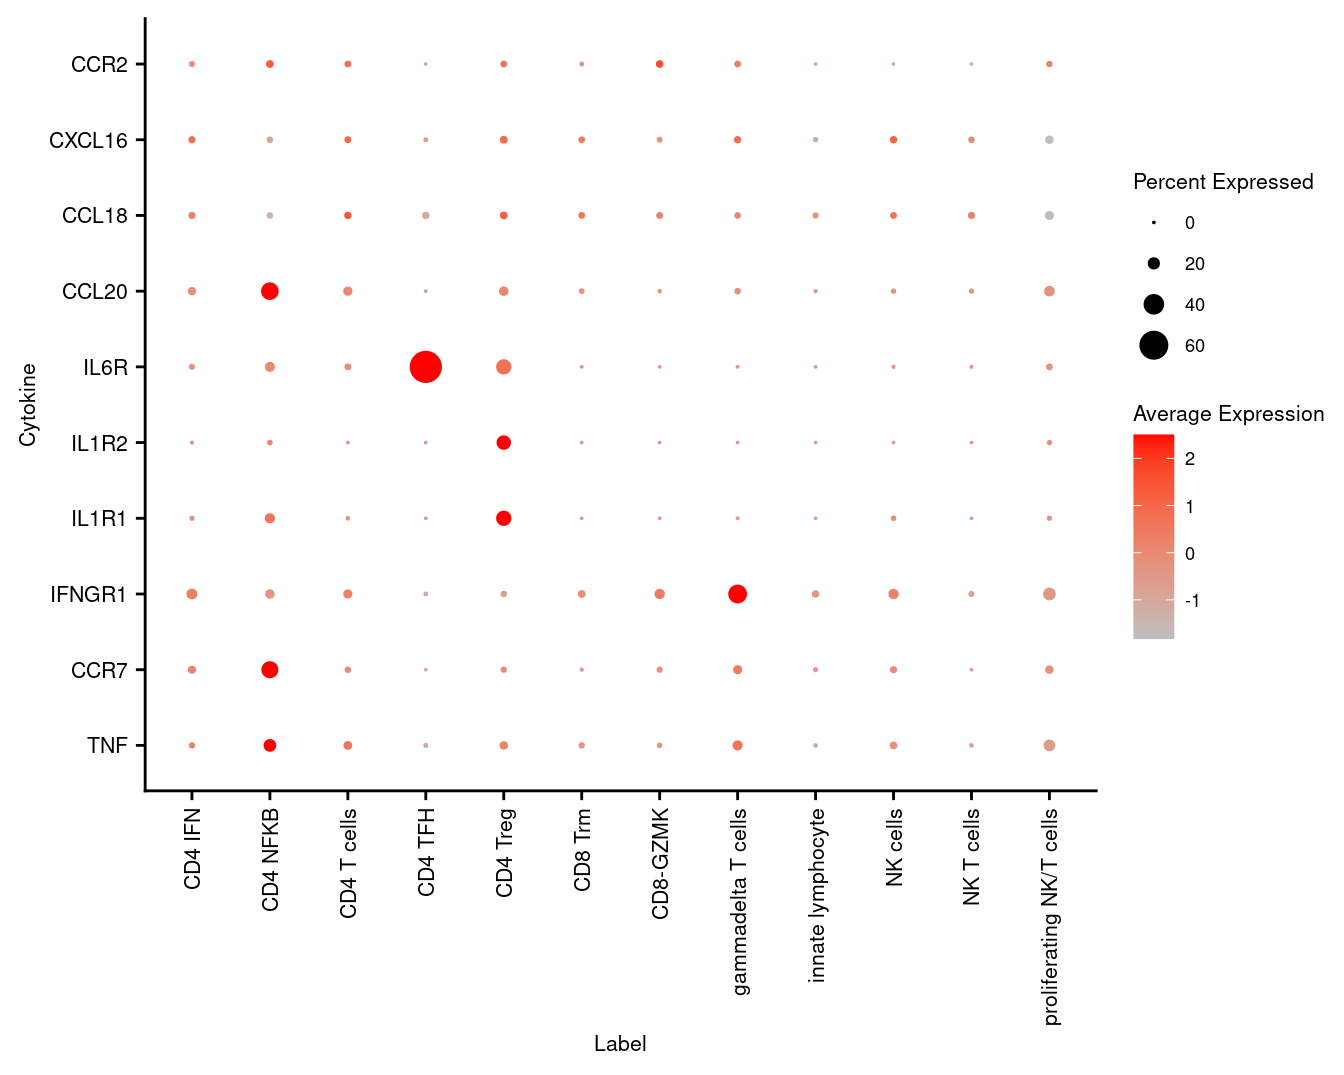 CCR2
CXCL16
CCL18
CCL20
IL6R
IL1R2
IL1R1
IFNGR1
CCR7
TNF
Cytokine
CD4 IFN
CD4 NFKB
CD4 T cells
CD4 TFH
CD4 Treg
CD8 Trm
CD8-GZMK
gammadelta T cells
innate lymphocyte
NK cells
NK T cells
proliferating NK/T cells
Label
Percent Expressed
0
20
40
60
Average Expression
2
1
0
-1